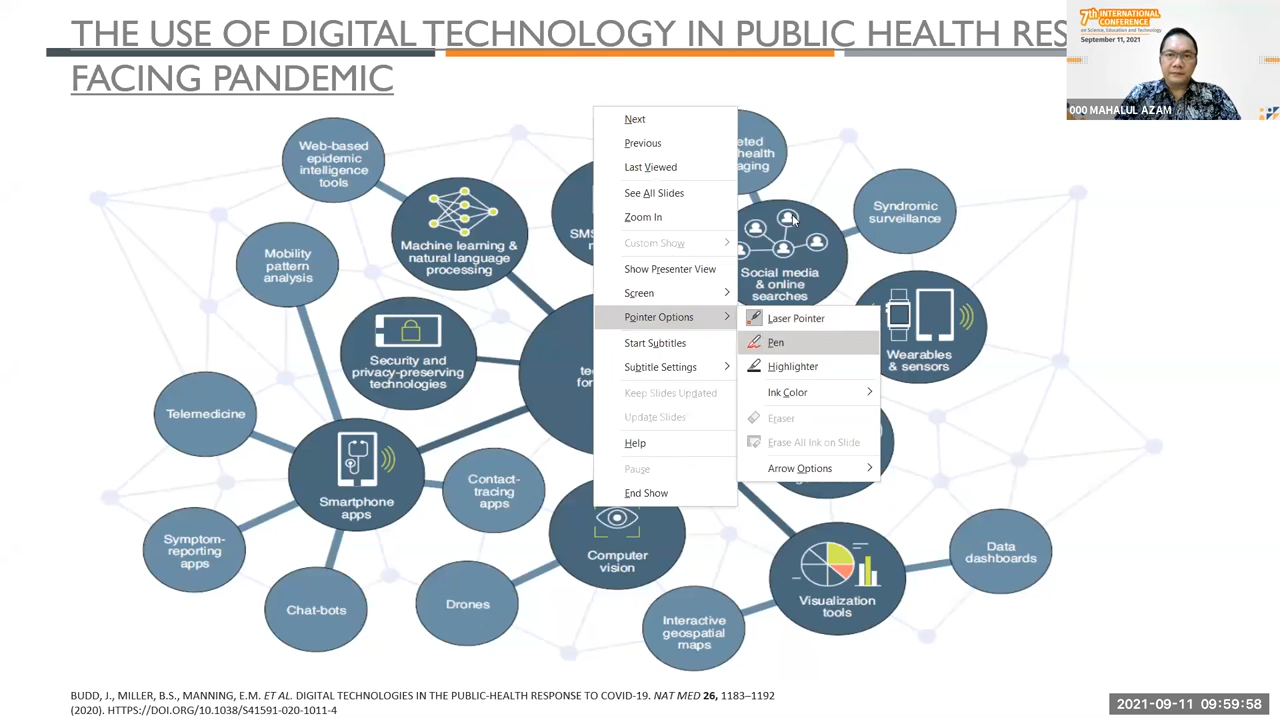 THE USE OF DIGITAL TECHNOLOGY IN PUBLIC HEALTH RES
FACING PANDEMIC
7th INTERNATIONAL
CONFERENCE
on Science, Education and Technology
September 11, 2021
000 MAHALUL AZAM
Web-based
epidemic
intelligence
tools
Machine learning &
natural language
processing
Mobility
pattern
analysis
Security and
privacy-preserving
technologies
Telemedicine
Smartphone
apps
Contact-
tracing
apps
Symptom-
reporting
apps
Chat-bots
Drones
Computer
vision
Interactive
geospatial
maps
Visualization
tools
Data
dashboards
Wearables
& sensors
Syndromic
surveillance
Social media
& online
searches
Next
Previous
Last Viewed
See All Slides
Zoom In
Custom Show
Show Presenter View
Screen
Pointer Options
Start Subtitles
Subtitle Settings
Keep Slides Updated
Update Slides
Help
Pause
End Show
Laser Pointer
Pen
Highlighter
Ink Color
Eraser
Erase All Ink on Slide
Arrow Options
BUDD, J., MILLER, B.S., MANNING, E.M. ET AL. DIGITAL TECHNOLOGIES IN THE PUBLIC-HEALTH RESPONSE TO COVID-19. NAT MED 26, 1183–1192
(2020). HTTPS://DOI.ORG/10.1038/S41591-020-1011-4
2021-09-11 09:59:58